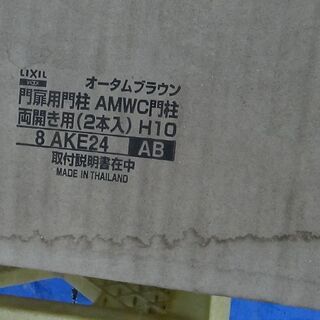 LIXIL
オータムブラウン
門扉用門柱 AMWC門柱
両開き用(2本入) H10
8 AKE24 AB
取付説明書在中
MADE IN THAILAND